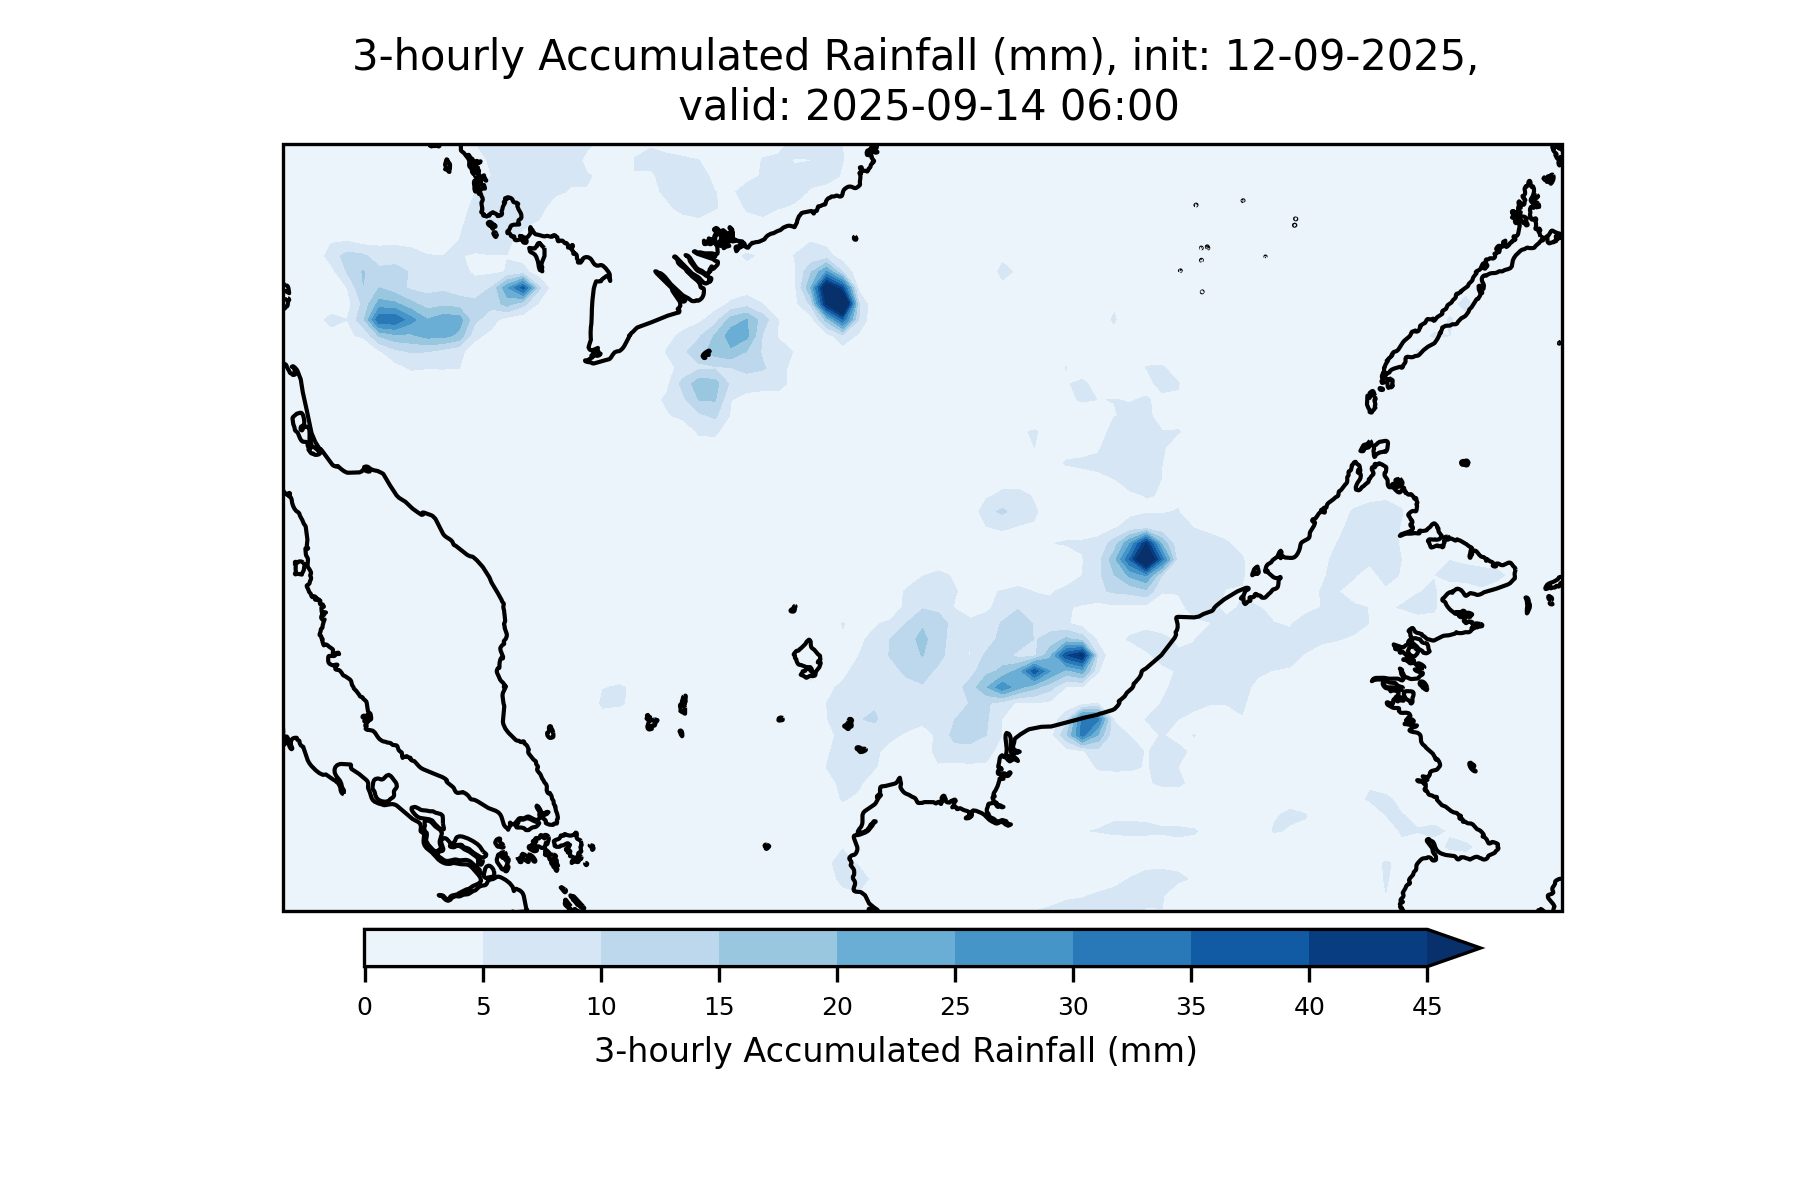 3-hourly Accumulated Rainfall (mm), init: 12-09-2025,
valid: 2025-09-14 06:00
0 5 10 15 20 25 30 35 40 45
3-hourly Accumulated Rainfall (mm)